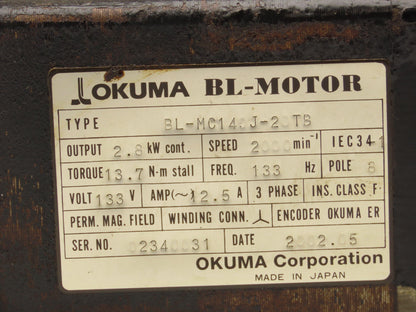 OKUMA BL-MOTOR
TYPE BL-MC14 J-20TS
OUTPUT 2.8 kW cont. SPEED 2000 min⁻¹ IEC34-1
TORQUE 13.7 N-m stall FREQ. 133 Hz POLE 8
VOLT 133 V AMP(~) 12.5 A 3 PHASE INS. CLASS F
PERM. MAG. FIELD WINDING CONN. ENCODER OKUMA ER
SER. NO. 02340031 DATE 2002.05
OKUMA Corporation
MADE IN JAPAN